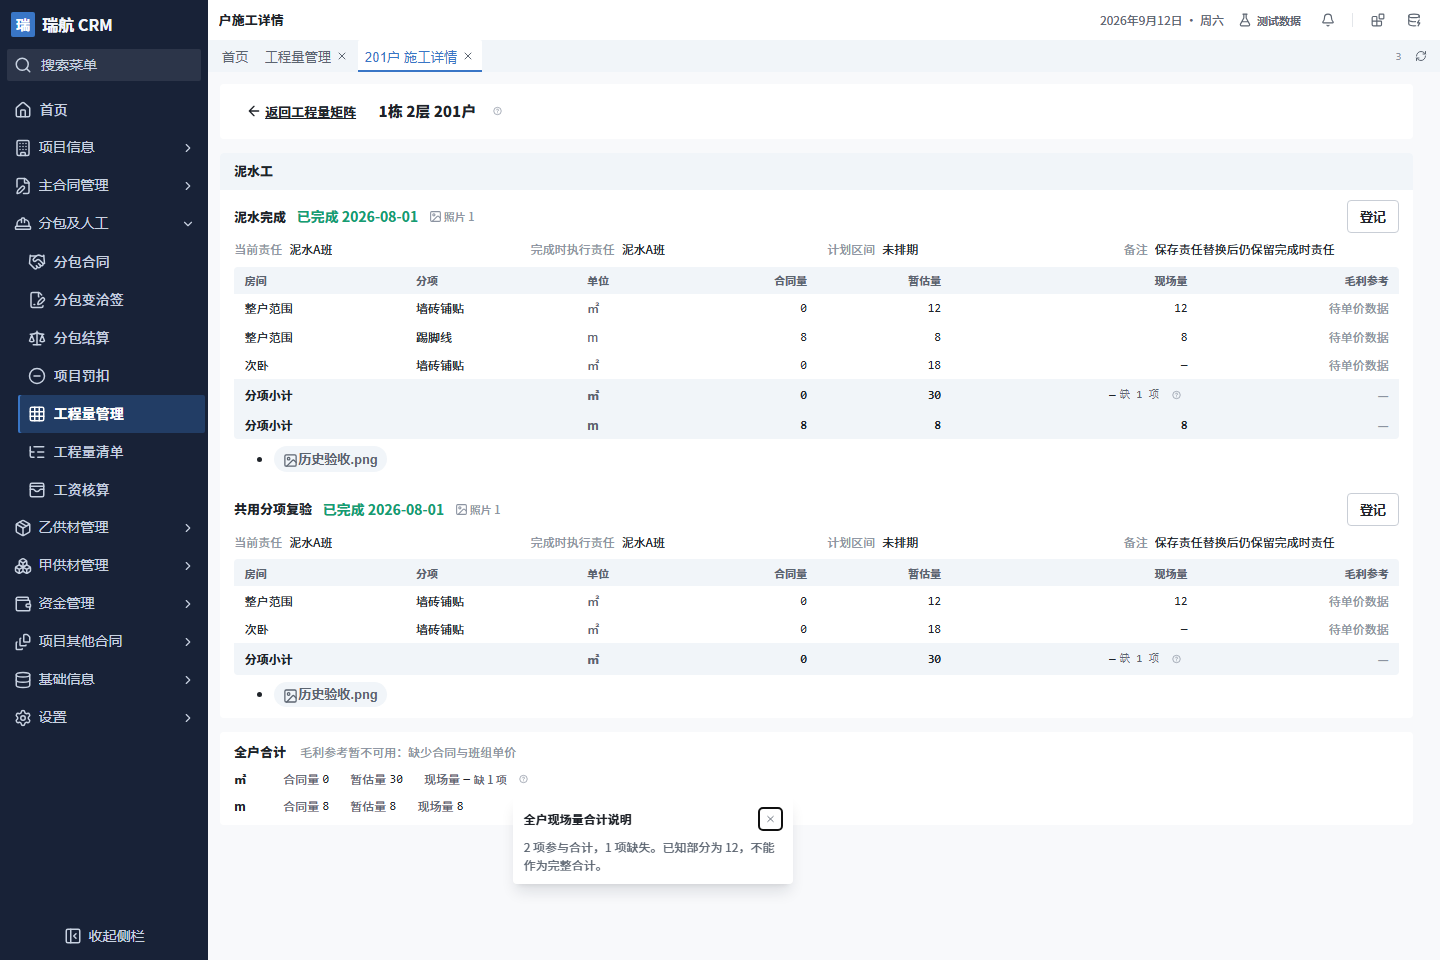 瑞 瑞航 CRM
搜索菜单
首页
项目信息
主合同管理
分包及人工
分包合同
分包变洽签
分包结算
项目罚扣
工程量管理
工程量清单
工资核算
乙供材管理
甲供材管理
资金管理
项目其他合同
基础信息
设置
收起侧栏
户施工详情
2026年9月12日 · 周六 测试数据
首页 工程量管理 201户 施工详情 3
返回工程量矩阵 1栋 2层 201户
泥水工
泥水完成 已完成 2026-08-01 照片 1 登记
当前责任 泥水A班 完成时执行责任 泥水A班 计划区间 未排期 备注 保存责任替换后仍保留完成时责任
房间 分项 单位 合同量 暂估量 现场量 毛利参考
整户范围 墙砖铺贴 ㎡ 0 12 12 待单价数据
整户范围 踢脚线 m 8 8 8 待单价数据
次卧 墙砖铺贴 ㎡ 0 18 — 待单价数据
分项小计 ㎡ 0 30 — 缺 1 项 —
分项小计 m 8 8 8 —
历史验收.png
共用分项复验 已完成 2026-08-01 照片 1 登记
当前责任 泥水A班 完成时执行责任 泥水A班 计划区间 未排期 备注 保存责任替换后仍保留完成时责任
房间 分项 单位 合同量 暂估量 现场量 毛利参考
整户范围 墙砖铺贴 ㎡ 0 12 12 待单价数据
次卧 墙砖铺贴 ㎡ 0 18 — 待单价数据
分项小计 ㎡ 0 30 — 缺 1 项 —
历史验收.png
全户合计 毛利参考暂不可用：缺少合同与班组单价
㎡ 合同量 0 暂估量 30 现场量 — 缺 1 项
m 合同量 8 暂估量 8 现场量 8
全户现场量合计说明
2 项参与合计，1 项缺失。已知部分为 12，不能
作为完整合计。